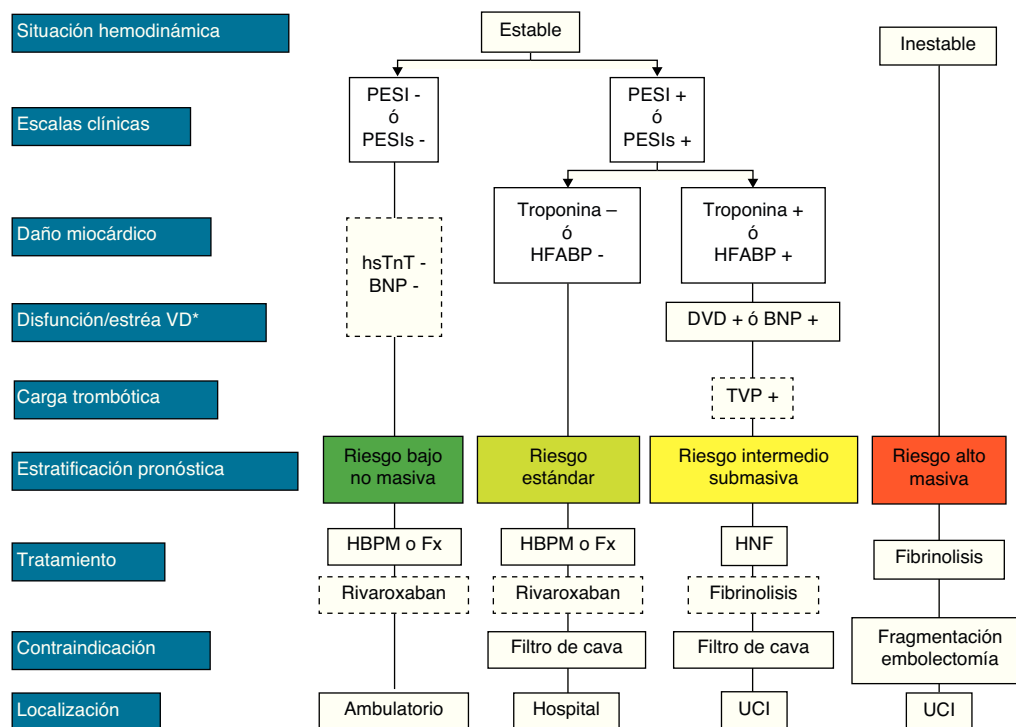 Situación hemodinámica
Estable
Inestable
Escalas clínicas
PESI -
ó
PESIs -
PESI +
ó
PESIs +
Daño miocárdico
hsTnT -
BNP -
Troponina –
ó
HFABP -
Troponina +
ó
HFABP +
Disfunción/estréa VD*
DVD + ó BNP +
Carga trombótica
TVP +
Estratificación pronóstica
Riesgo bajo
no masiva
Riesgo
estándar
Riesgo intermedio
submasiva
Riesgo alto
masiva
Tratamiento
HBPM o Fx
HBPM o Fx
HNF
Fibrinolisis
Rivaroxaban
Rivaroxaban
Fibrinolisis
Contraindicación
Filtro de cava
Filtro de cava
Fragmentación
embolectomía
Localización
Ambulatorio
Hospital
UCI
UCI